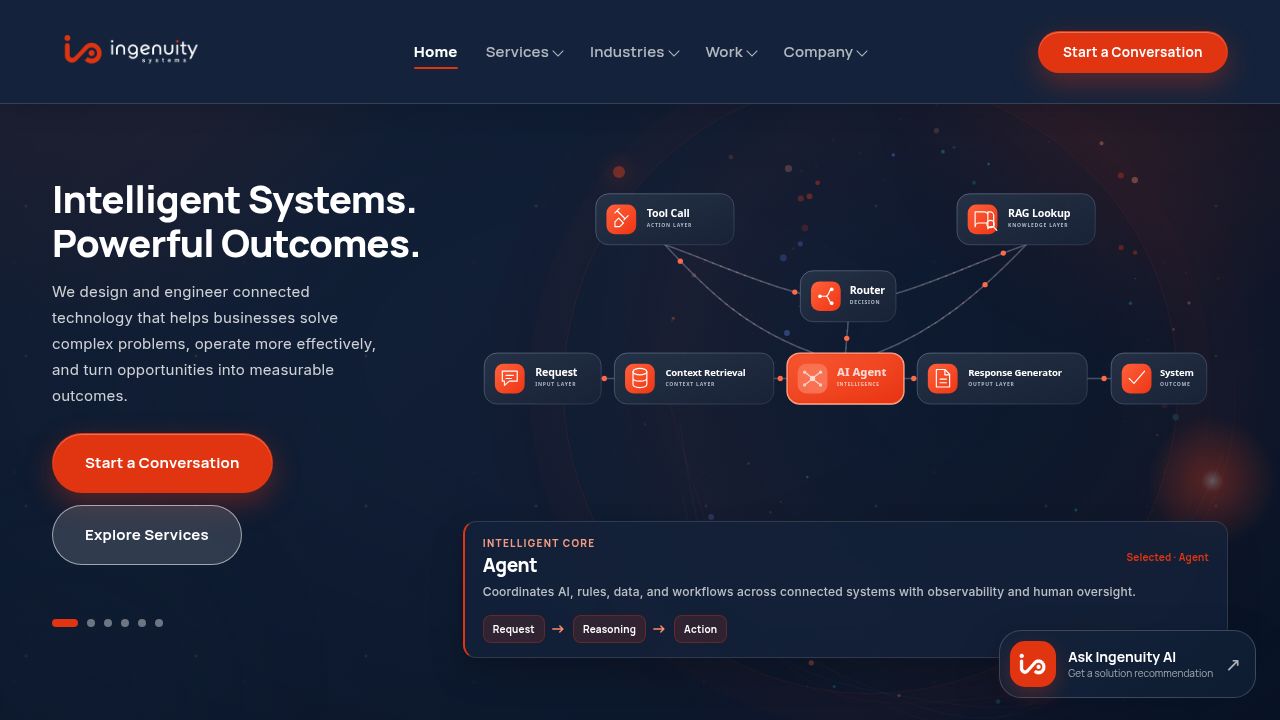 ingenuity
systems
Home
Services
Industries
Work
Company
Start a Conversation
Intelligent Systems.
Powerful Outcomes.
We design and engineer connected
technology that helps businesses solve
complex problems, operate more effectively,
and turn opportunities into measurable
outcomes.
Start a Conversation
Explore Services
Tool Call
ACTION LAYER
RAG Lookup
KNOWLEDGE LAYER
Router
DECISION
Request
INPUT LAYER
Context Retrieval
CONTEXT LAYER
AI Agent
INTELLIGENCE
Response Generator
OUTPUT LAYER
System
OUTCOME
INTELLIGENT CORE
Agent
Selected · Agent
Coordinates AI, rules, data, and workflows across connected systems with observability and human oversight.
Request → Reasoning → Action
Ask Ingenuity AI
Get a solution recommendation
↗